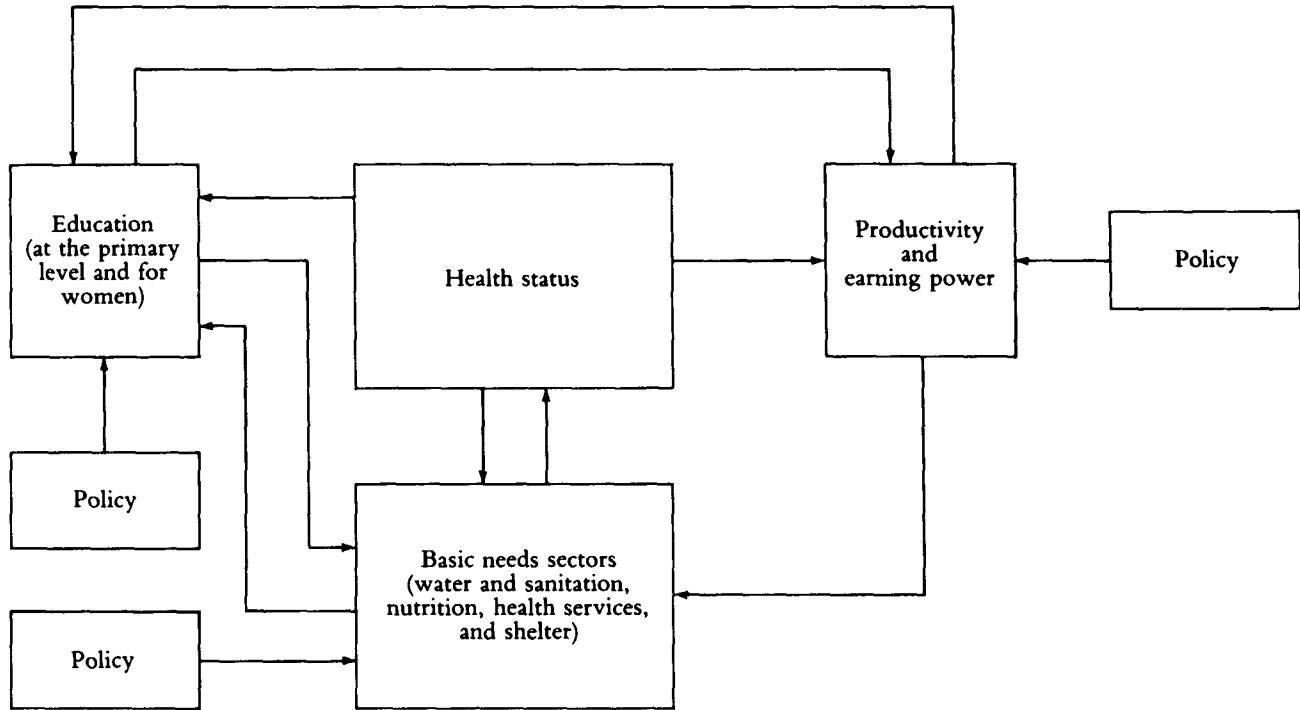 Education
(at the primary
level and for
women)
Health status
Productivity
and
earning power
Policy
Policy
Basic needs sectors
(water and sanitation,
nutrition, health services,
and shelter)
Policy